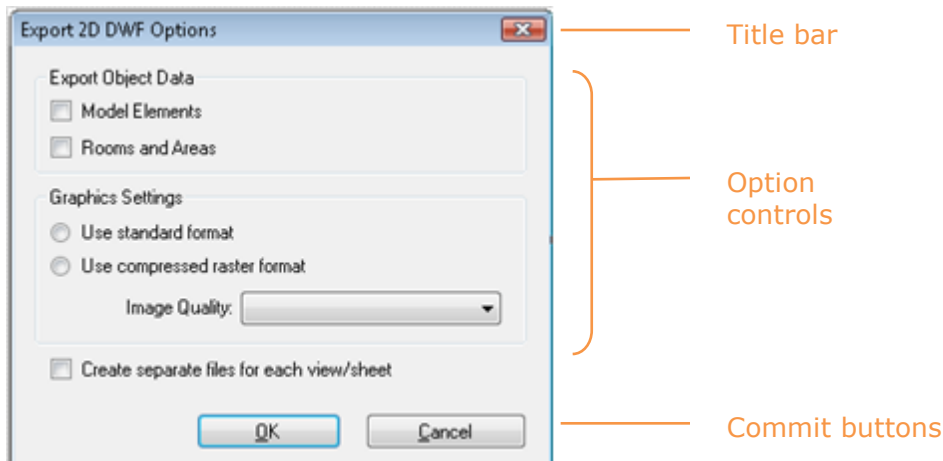 Export 2D DWF Options
Title bar
Export Object Data
Model Elements
Rooms and Areas
Option
controls
Graphics Settings
Use standard format
Use compressed raster format
Image Quality:
Create separate files for each view/sheet
OK
Cancel
Commit buttons